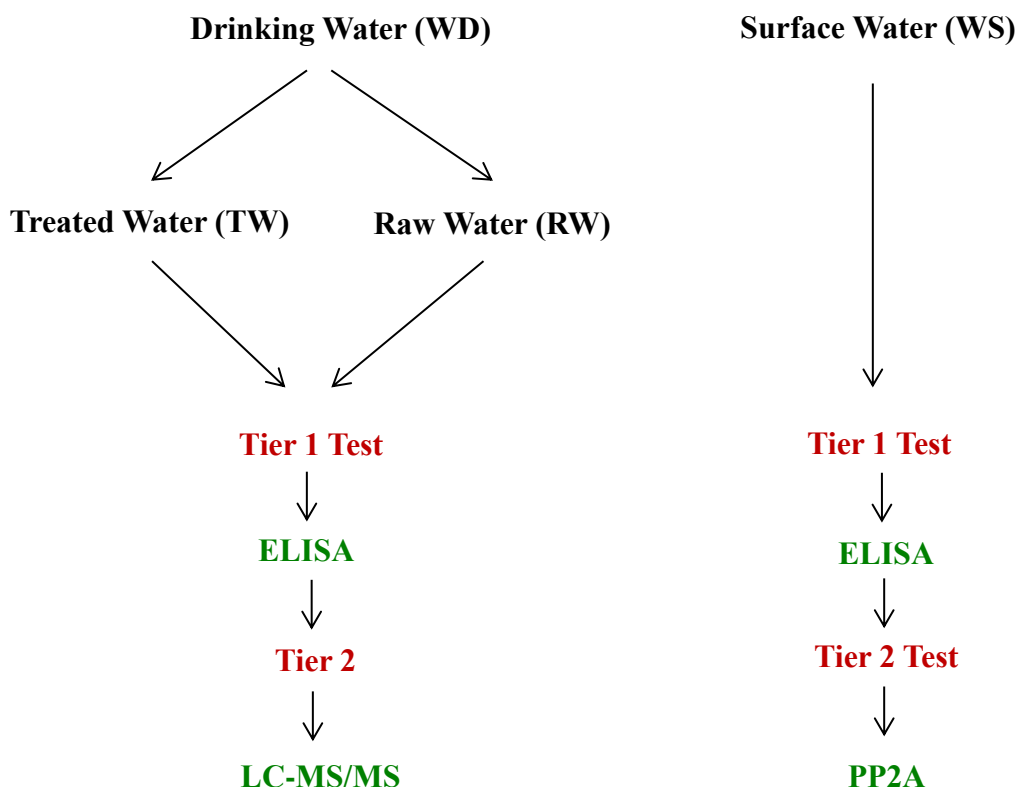 Drinking Water (WD)
Surface Water (WS)
Treated Water (TW)
Raw Water (RW)
Tier 1 Test
Tier 1 Test
ELISA
ELISA
Tier 2
Tier 2 Test
LC-MS/MS
PP2A